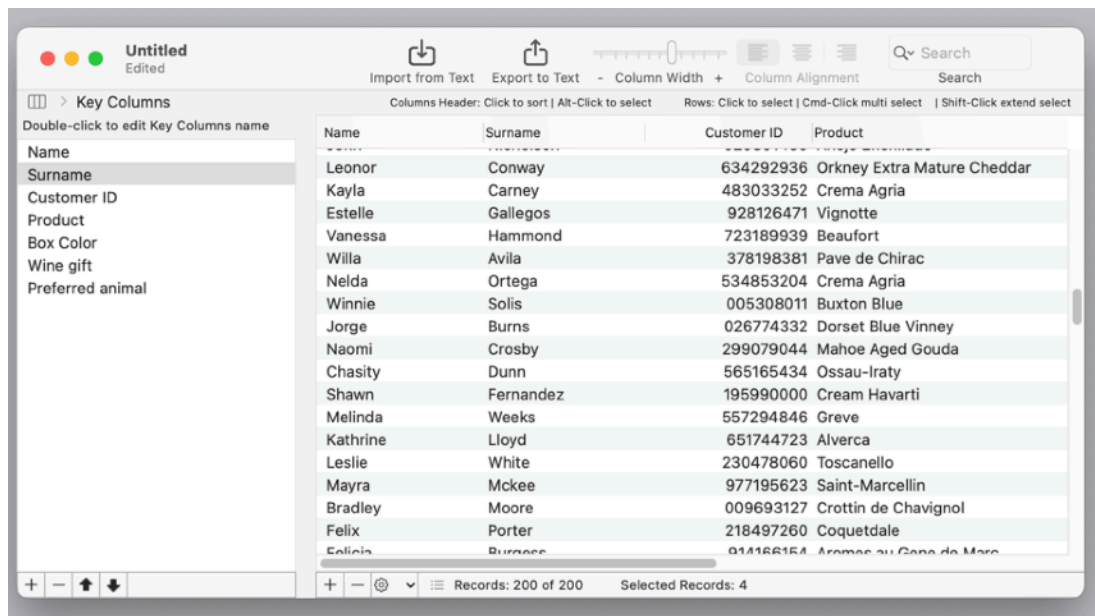 Untitled
Edited
Import from Text Export to Text - Column Width + Column Alignment Search
Search
Key Columns
Columns Header: Click to sort | Alt-Click to select Rows: Click to select | Cmd-Click multi select | Shift-Click extend select
Double-click to edit Key Columns name
Name
Surname
Customer ID
Product
Box Color
Wine gift
Preferred animal
Name Surname Customer ID Product
Leonor Conway 634292936 Orkney Extra Mature Cheddar
Kayla Carney 483033252 Crema Agria
Estelle Gallegos 928126471 Vignotte
Vanessa Hammond 723189939 Beaufort
Willa Avila 378198381 Pave de Chirac
Nelda Ortega 534853204 Crema Agria
Winnie Solis 005308011 Buxton Blue
Jorge Burns 026774332 Dorset Blue Vinney
Naomi Crosby 299079044 Mahoe Aged Gouda
Chasity Dunn 565165434 Ossau-Iraty
Shawn Fernandez 195990000 Cream Havarti
Melinda Weeks 557294846 Greve
Kathrine Lloyd 651744723 Alverca
Leslie White 230478060 Toscanello
Mayra Mckee 977195623 Saint-Marcellin
Bradley Moore 009693127 Crottin de Chavignol
Felix Porter 218497260 Coquetdale
Felicia Burgess 914166154 Aromes au Gene de Marc
Records: 200 of 200 Selected Records: 4